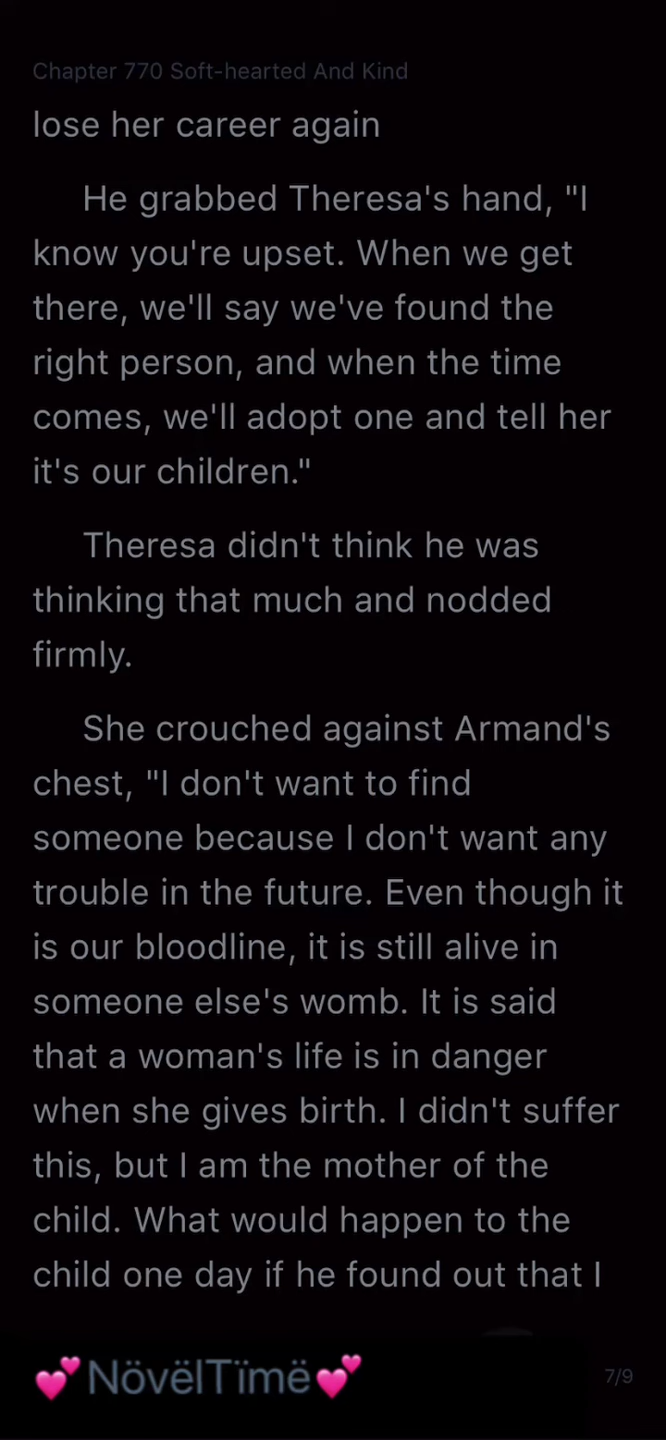 Chapter 770 Soft-hearted And Kind
lose her career again
He grabbed Theresa's hand, "I
know you're upset. When we get
there, we'll say we've found the
right person, and when the time
comes, we'll adopt one and tell her
it's our children."
Theresa didn't think he was
thinking that much and nodded
firmly.
She crouched against Armand's
chest, "I don't want to find
someone because I don't want any
trouble in the future. Even though it
is our bloodline, it is still alive in
someone else's womb. It is said
that a woman's life is in danger
when she gives birth. I didn't suffer
this, but I am the mother of the
child. What would happen to the
child one day if he found out that I
💕NövëlTïmë💕
7/9